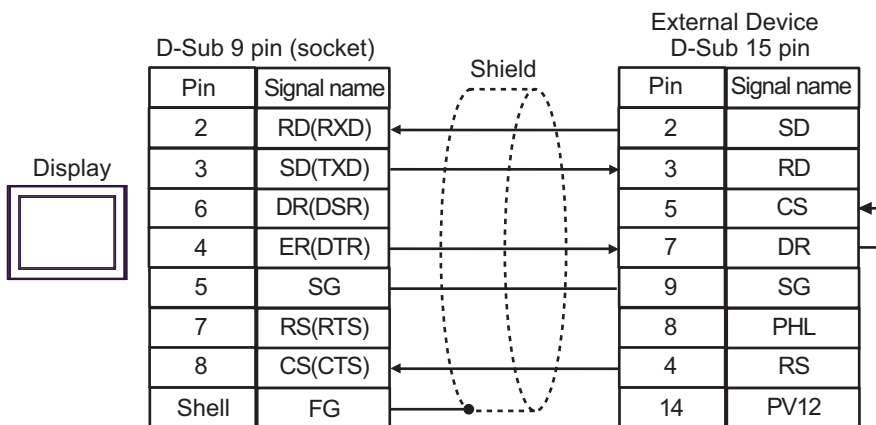 External Device
D-Sub 9 pin (socket)
D-Sub 15 pin
Shield
Pin Signal name Pin Signal name
2 RD(RXD) 2 SD
Display
3 SD(TXD) 3 RD
6 DR(DSR) 5 CS
4 ER(DTR) 7 DR
5 SG 9 SG
7 RS(RTS) 8 PHL
8 CS(CTS) 4 RS
Shell FG 14 PV12